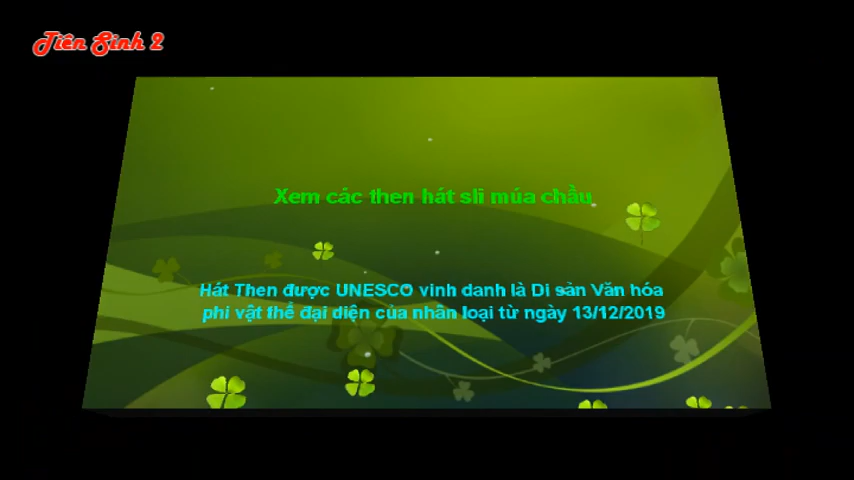 Tiên Sinh 2
Xem các then hát sli múa chầu
Hát Then được UNESCO vinh danh là Di sản Văn hóa
phi vật thể đại diện của nhân loại từ ngày 13/12/2019